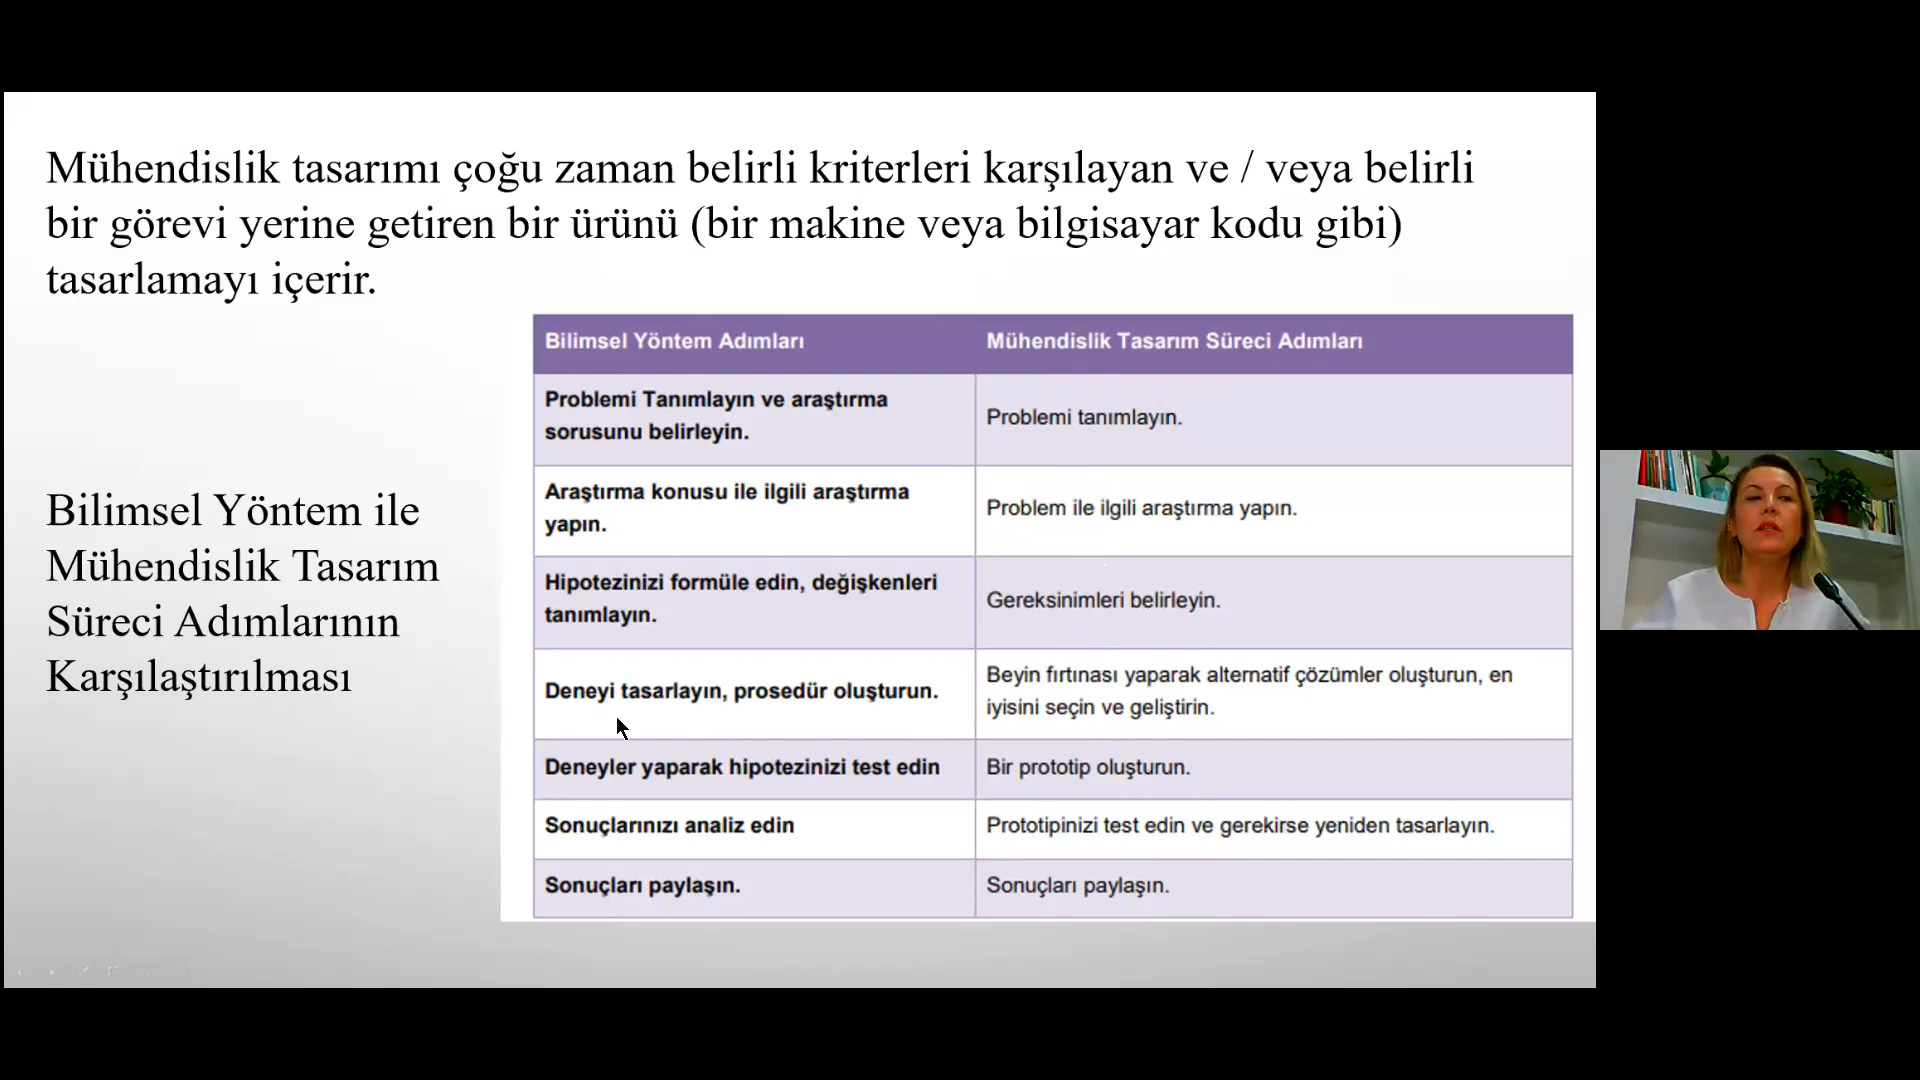 Mühendislik tasarımı çoğu zaman belirli kriterleri karşılayan ve / veya belirli
bir görevi yerine getiren bir ürünü (bir makine veya bilgisayar kodu gibi)
tasarlamayı içerir.
Bilimsel Yöntem ile
Mühendislik Tasarım
Süreci Adımlarının
Karşılaştırılması
Bilimsel Yöntem Adımları
Mühendislik Tasarım Süreci Adımları
Problemi Tanımlayın ve araştırma
sorusunu belirleyin.
Problemi tanımlayın.
Araştırma konusu ile ilgili araştırma
yapın.
Problem ile ilgili araştırma yapın.
Hipotezinizi formüle edin, değişkenleri
tanımlayın.
Gereksinimleri belirleyin.
Deneyi tasarlayın, prosedür oluşturun.
Beyin fırtınası yaparak alternatif çözümler oluşturun, en
iyisini seçin ve geliştirin.
Deneyler yaparak hipotezinizi test edin
Bir prototip oluşturun.
Sonuçlarınızı analiz edin
Prototipinizi test edin ve gerekirse yeniden tasarlayın.
Sonuçları paylaşın.
Sonuçları paylaşın.